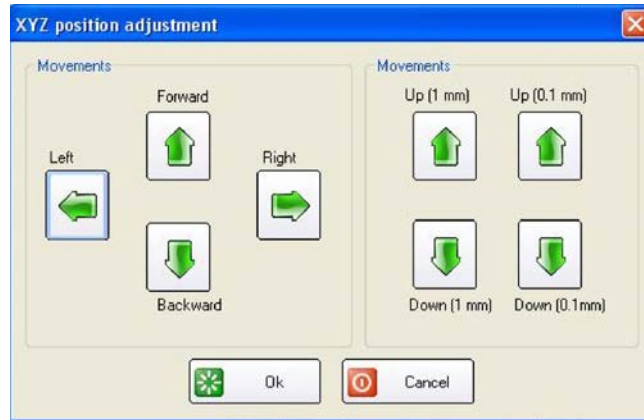 XYZ position adjustment
Movements
Forward
Left
Right
Backward
Movements
Up (1 mm)
Up (0.1 mm)
Down (1 mm)
Down (0.1mm)
Ok
Cancel